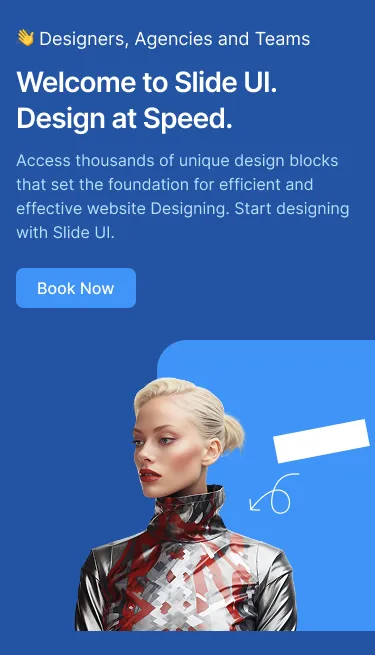 👋 Designers, Agencies and Teams
Welcome to Slide UI.
Design at Speed.
Access thousands of unique design blocks
that set the foundation for efficient and
effective website Designing. Start designing
with Slide UI.
Book Now